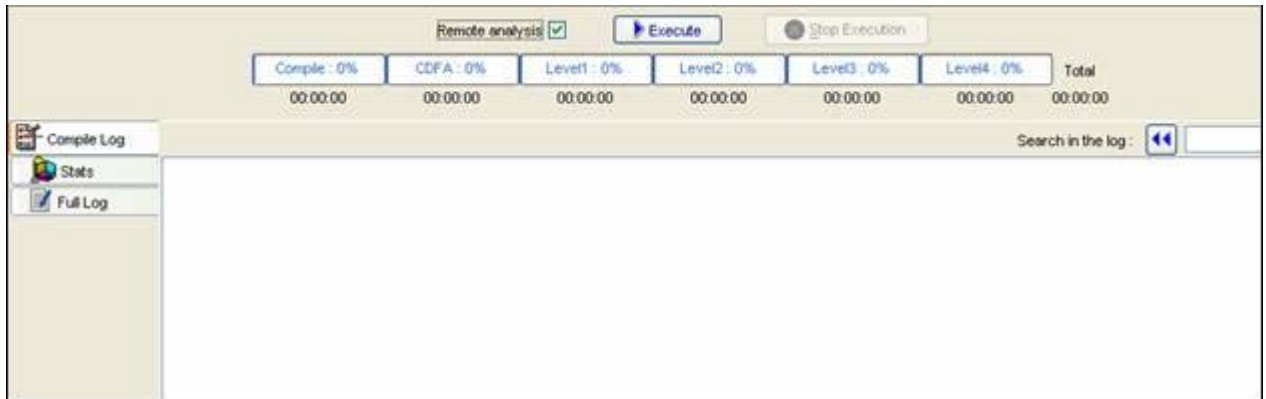 Remote analysis Execute Stop Execution
Compile : 0% CDFA : 0% Level1 : 0% Level2 : 0% Level3 : 0% Level4 : 0% Total
00:00:00 00:00:00 00:00:00 00:00:00 00:00:00 00:00:00 00:00:00
Compile Log Search in the log :
Stats
Full Log